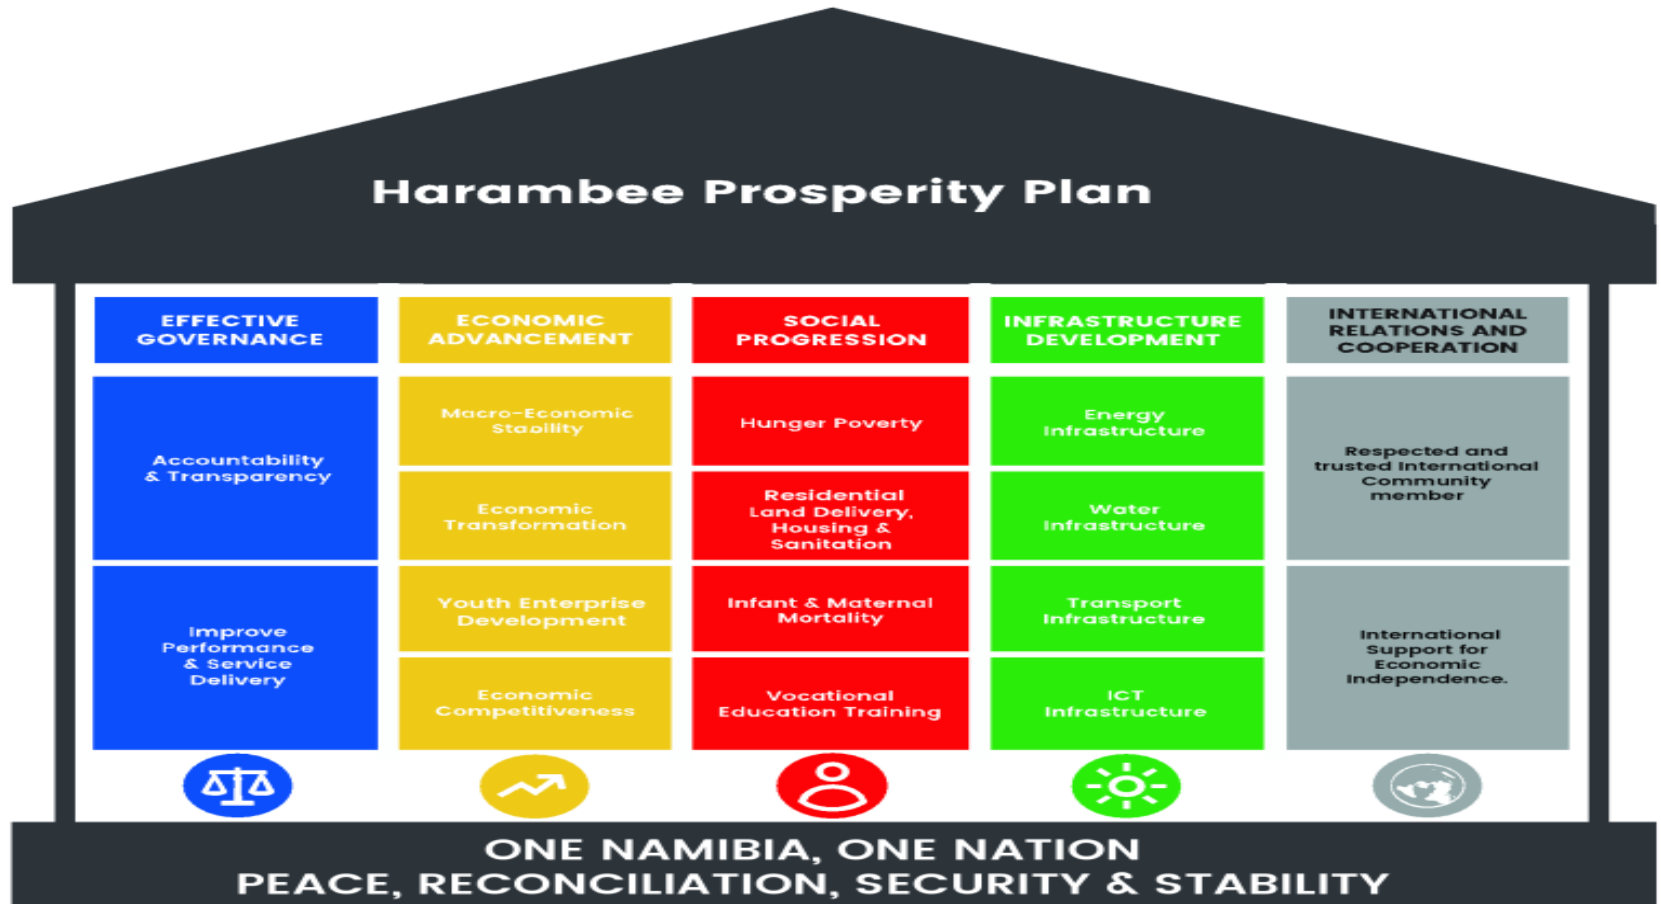 Harambee Prosperity Plan
EFFECTIVE
GOVERNANCE
Accountability
& Transparency
Improve
Performance
& Service
Delivery
ECONOMIC
ADVANCEMENT
Macro-Economic
Stability
Economic
Transformation
Youth Enterprise
Development
Economic
Competitiveness
SOCIAL
PROGRESSION
Hunger Poverty
Residential
Land Delivery,
Housing &
Sanitation
Infant & Maternal
Mortality
Vocational
Education Training
INFRASTRUCTURE
DEVELOPMENT
Energy
Infrastructure
Water
Infrastructure
Transport
Infrastructure
ICT
Infrastructure
INTERNATIONAL
RELATIONS AND
COOPERATION
Respected and
trusted International
Community
member
International
Support for
Economic
Independence.
ONE NAMIBIA, ONE NATION
PEACE, RECONCILIATION, SECURITY & STABILITY